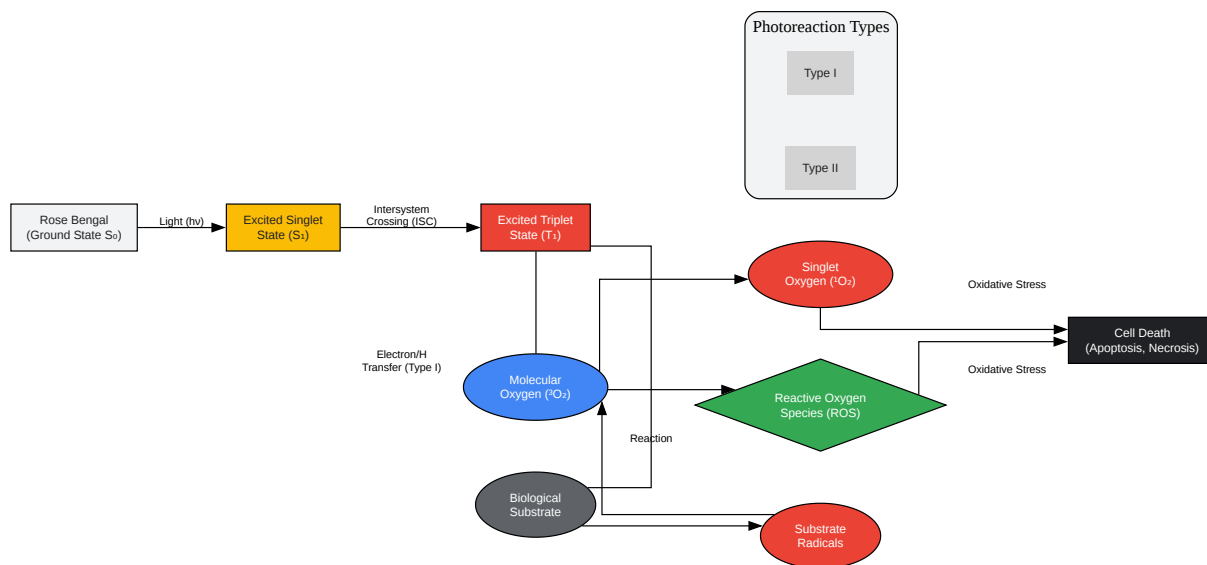 Photoreaction Types
Type I
Type II
Rose Bengal
(Ground State S₀)
Light (hν)
Excited Singlet
State (S₁)
Intersystem
Crossing (ISC)
Excited Triplet
State (T₁)
Singlet
Oxygen (¹O₂)
Oxidative Stress
Cell Death
(Apoptosis, Necrosis)
Electron/H
Transfer (Type I)
Molecular
Oxygen (³O₂)
Oxidative Stress
Reactive Oxygen
Species (ROS)
Reaction
Biological
Substrate
Substrate
Radicals